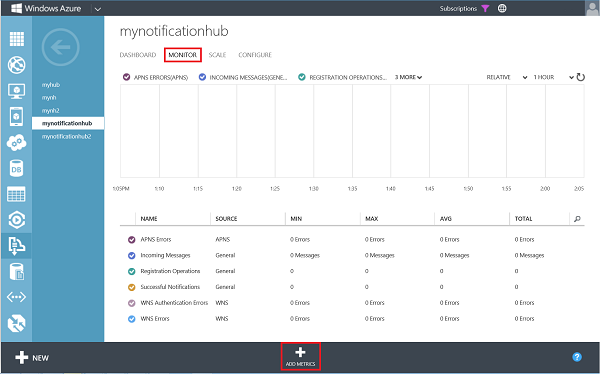 Windows Azure
Subscriptions
mynotificationhub
DASHBOARD MONITOR SCALE CONFIGURE
myhub
mynh
mynh2
mynotificationhub
mynotificationhub2
APNS ERRORS(APNS) INCOMING MESSAGES(GENE... REGISTRATION OPERATIONS... 3 MORE RELATIVE 1 HOUR
1:05PM 1:10 1:15 1:20 1:25 1:30 1:35 1:40 1:45 1:50 1:55 2:00 2:05
NAME SOURCE MIN MAX AVG TOTAL
APNS Errors APNS 0 Errors 0 Errors 0 Errors 0 Errors
Incoming Messages General 0 Messages 0 Messages 0 Messages 0 Messages
Registration Operations General 0 0 0 0
Successful Notifications General 0 0 0 0
WNS Authentication Errors WNS 0 Errors 0 Errors 0 Errors 0 Errors
WNS Errors WNS 0 Errors 0 Errors 0 Errors 0 Errors
DB
NEW
ADD METRICS
?